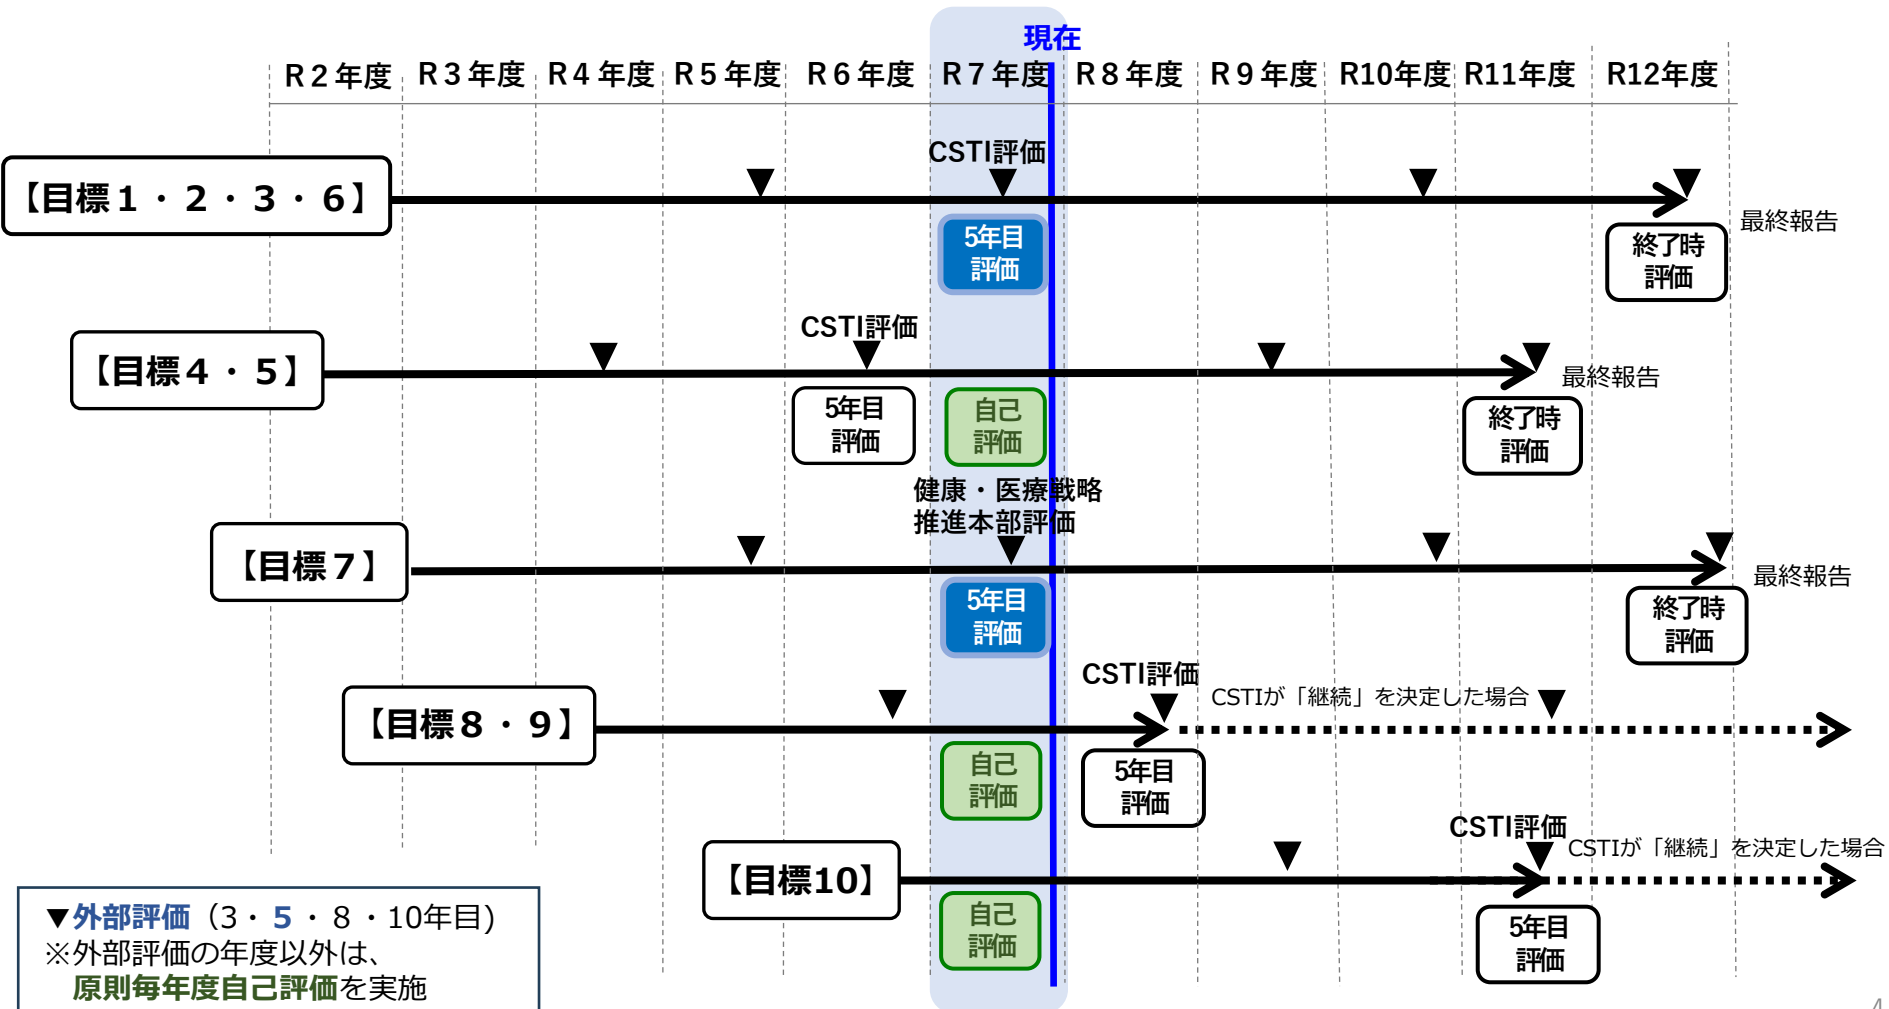 現在
R２年度 R３年度 R４年度 R５年度 R６年度 R７年度 R８年度 R９年度 R10年度 R11年度 R12年度
CSTI評価
【目標１・２・３・６】
最終報告
5年目
評価
終了時
評価
CSTI評価
【目標４・５】
最終報告
5年目
評価
自己
評価
終了時
評価
健康・医療戦略
推進本部評価
【目標７】
最終報告
5年目
評価
終了時
評価
CSTI評価
CSTIが「継続」を決定した場合
【目標８・９】
自己
評価
5年目
評価
CSTI評価
CSTIが「継続」を決定した場合
【目標10】
自己
評価
5年目
評価
▼外部評価（3・５・８・10年目)
※外部評価の年度以外は、
原則毎年度自己評価を実施
4